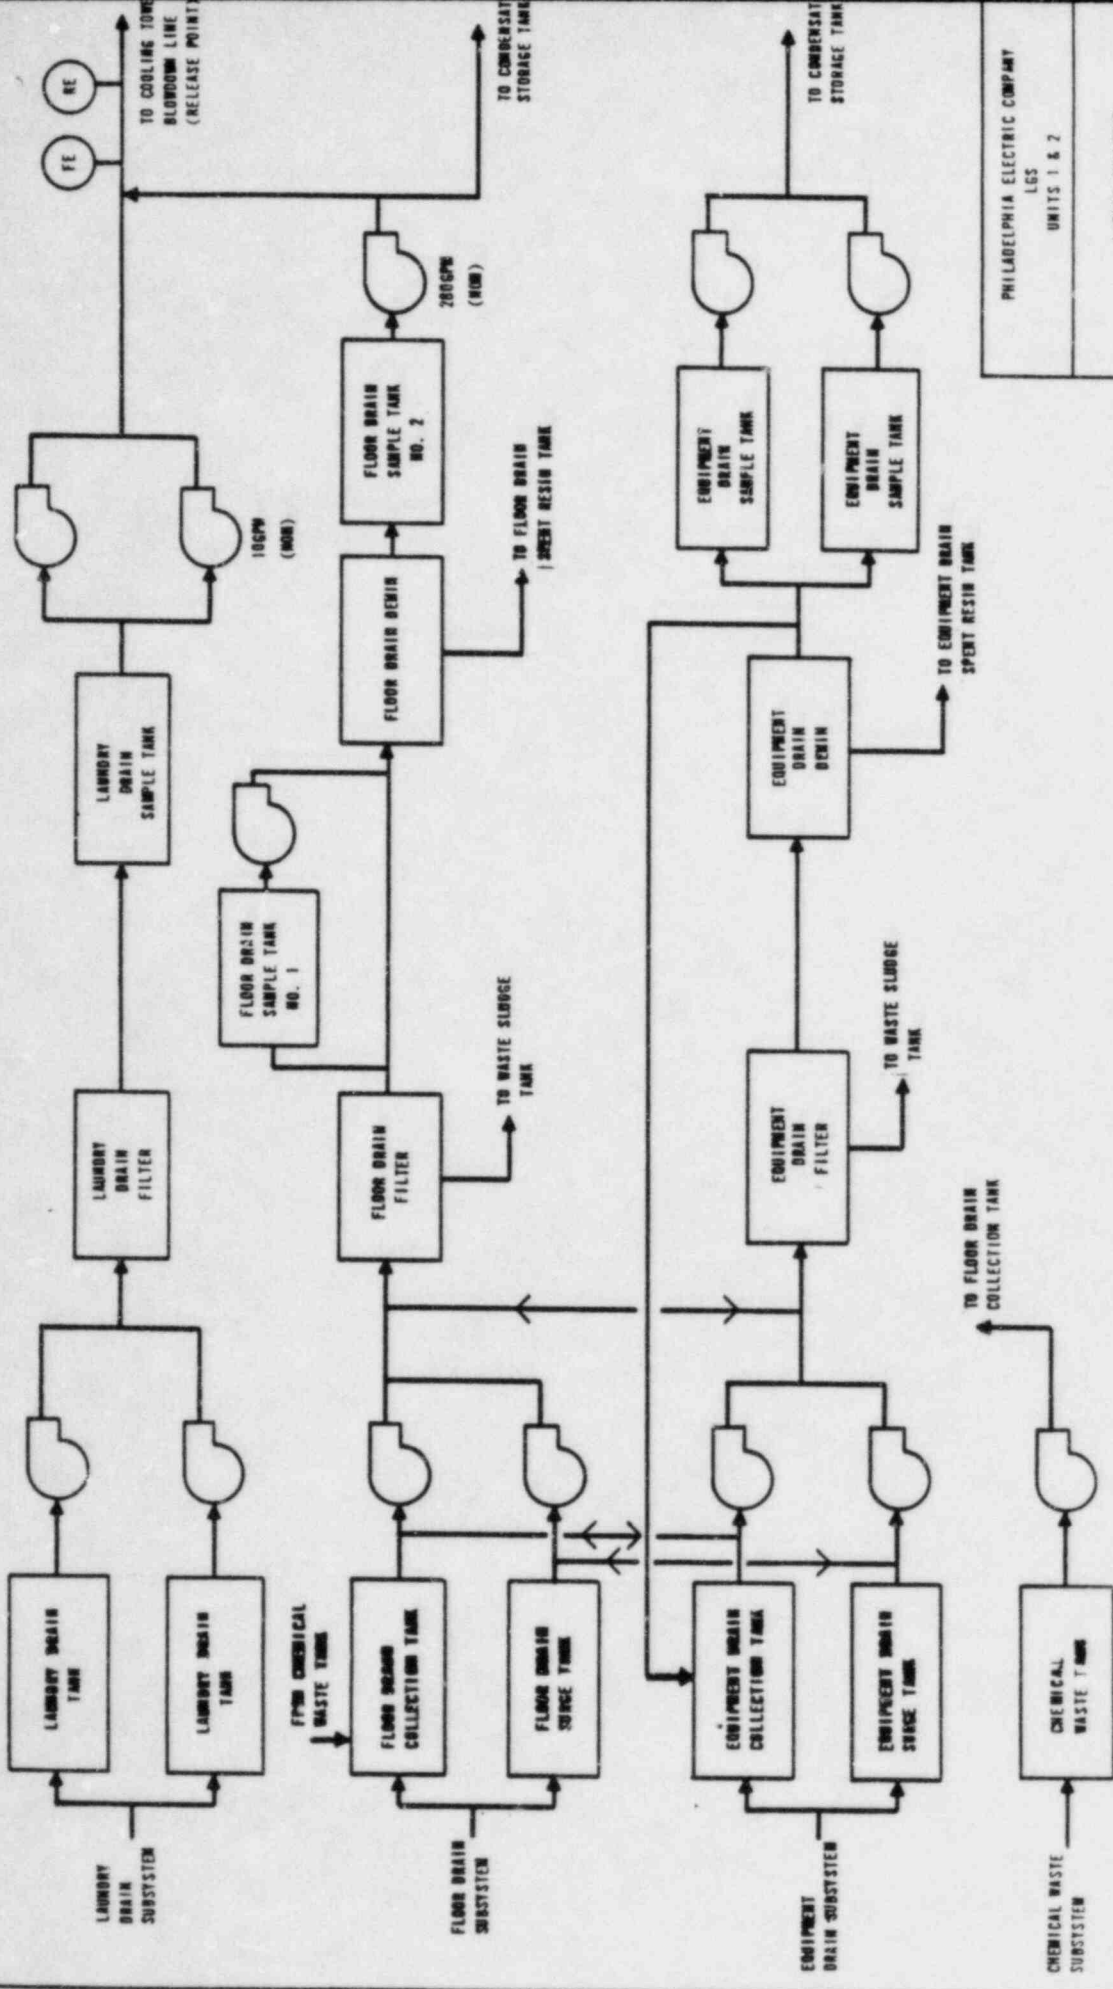 LAUNDRY
DRAIN
SUBSYSTEM
LAUNDRY DRAIN
TANK
LAUNDRY DRAIN
TANK
LAUNDRY
DRAIN
FILTER
LAUNDRY
DRAIN
SAMPLE TANK
10GPM
(NOM)
FE
RE
TO COOLING TOWE
BLOWDOWN LINE
(RELEASE POINT)
FLOOR DRAIN
SUBSYSTEM
FROM CHEMICAL
WASTE TANK
FLOOR DRAIN
COLLECTION TANK
FLOOR DRAIN
SURGE TANK
FLOOR DRAIN
FILTER
TO WASTE SLUDGE
TANK
FLOOR DRAIN
SAMPLE TANK
NO. 1
FLOOR DRAIN DEMIN
TO FLOOR DRAIN
SPENT RESIN TANK
FLOOR DRAIN
SAMPLE TANK
NO. 2
280GPM
(NOM)
TO CONDENSAT
STORAGE TANK
EQUIPMENT
DRAIN SUBSYSTEM
EQUIPMENT DRAIN
COLLECTION TANK
EQUIPMENT DRAIN
SURGE TANK
EQUIPMENT
DRAIN
FILTER
TO WASTE SLUDGE
TANK
EQUIPMENT
DRAIN
DEMIN
TO EQUIPMENT DRAIN
SPENT RESIN TANK
EQUIPMENT
DRAIN
SAMPLE TANK
EQUIPMENT
DRAIN
SAMPLE TANK
TO CONDENSAT
STORAGE TANK
CHEMICAL WASTE
SUBSYSTEM
CHEMICAL
WASTE TANK
TO FLOOR DRAIN
COLLECTION TANK
PHILADELPHIA ELECTRIC COMPANY
LGS
UNITS 1 & 2